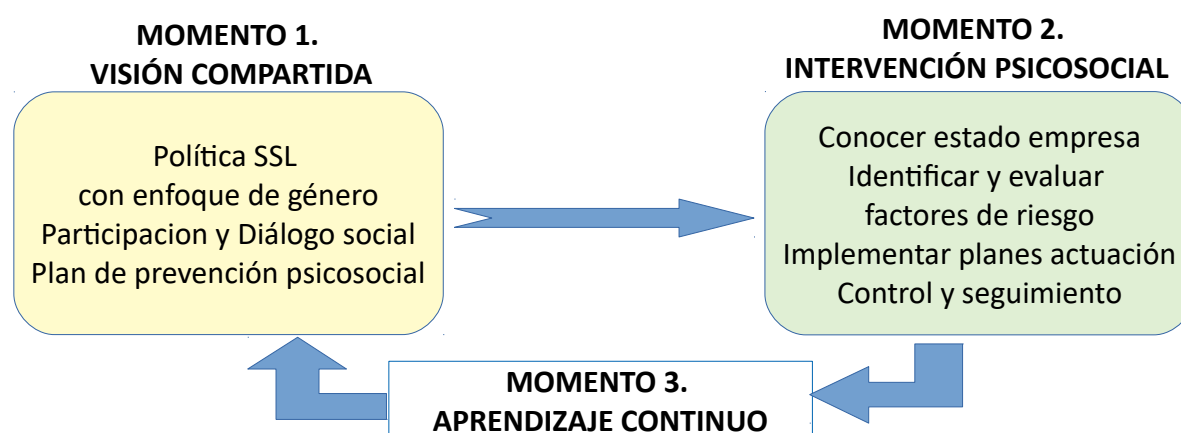 MOMENTO 1.
VISIÓN COMPARTIDA
Política SSL
con enfoque de género
Participacion y Diálogo social
Plan de prevención psicosocial
MOMENTO 2.
INTERVENCIÓN PSICOSOCIAL
Conocer estado empresa
Identificar y evaluar
factores de riesgo
Implementar planes actuación
Control y seguimiento
MOMENTO 3.
APRENDIZAJE CONTINUO